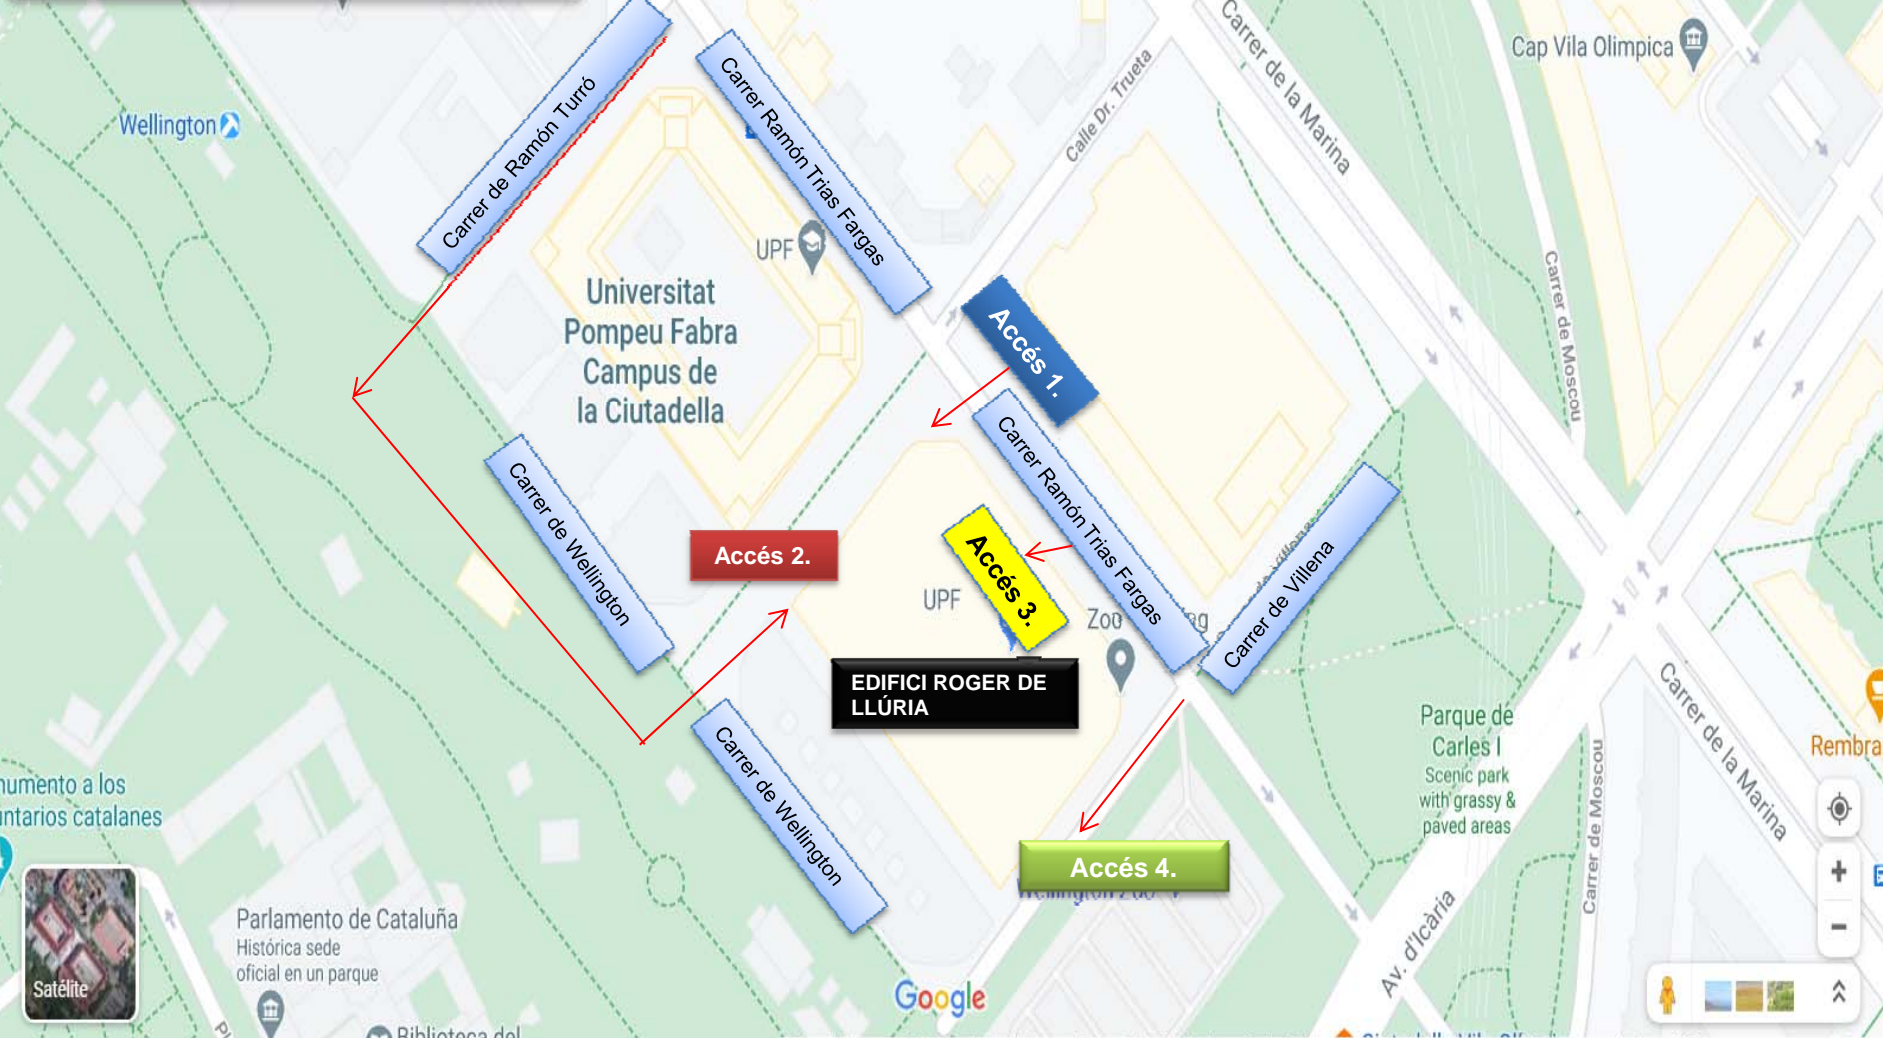 Carrer de Ramón Turró
Carrer Ramón Trias Fargas
Carrer de la Marina
Cap Vila Olimpica
Wellington
Calle Dr. Trueta
UPF
Universitat
Pompeu Fabra
Campus de
la Ciutadella
Accés 1.
Carrer de Moscou
Carrer Ramón Trias Fargas
Carrer de Wellington
Accés 2.
Accés 3.
UPF
Carrer de Villena
EDIFICI ROGER DE
LLÚRIA
Parque de
Carles I
Scenic park
with grassy &
paved areas
Carrer de la Marina
Carrer de Moscou
Carrer de Wellington
Accés 4.
Av. d'Icària
Parlamento de Cataluña
Histórica sede
oficial en un parque
Satélite
Google